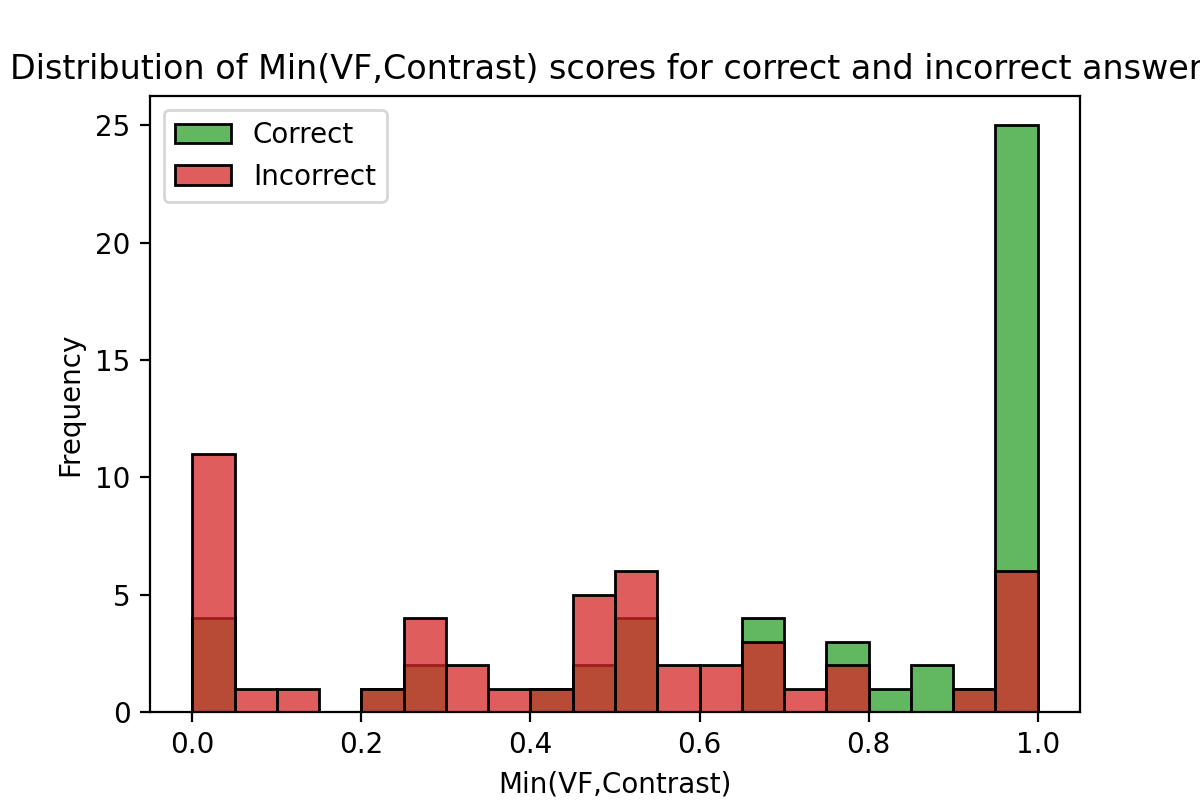 Distribution of Min(VF,Contrast) scores for correct and incorrect answer
Correct
Incorrect
25
20
15
10
5
0
Frequency
0.0 0.2 0.4 0.6 0.8 1.0
Min(VF,Contrast)